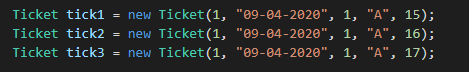 Ticket tick1 = new Ticket(1, "09-04-2020", 1, "A", 15);
Ticket tick2 = new Ticket(1, "09-04-2020", 1, "A", 16);
Ticket tick3 = new Ticket(1, "09-04-2020", 1, "A", 17);